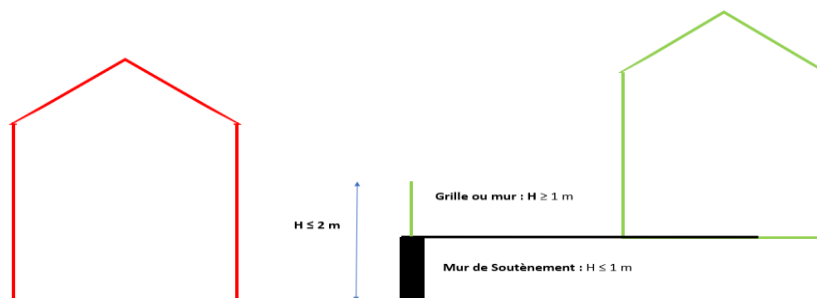 Grille ou mur : H ≥ 1 m
H ≤ 2 m
Mur de Soutènement : H ≤ 1 m